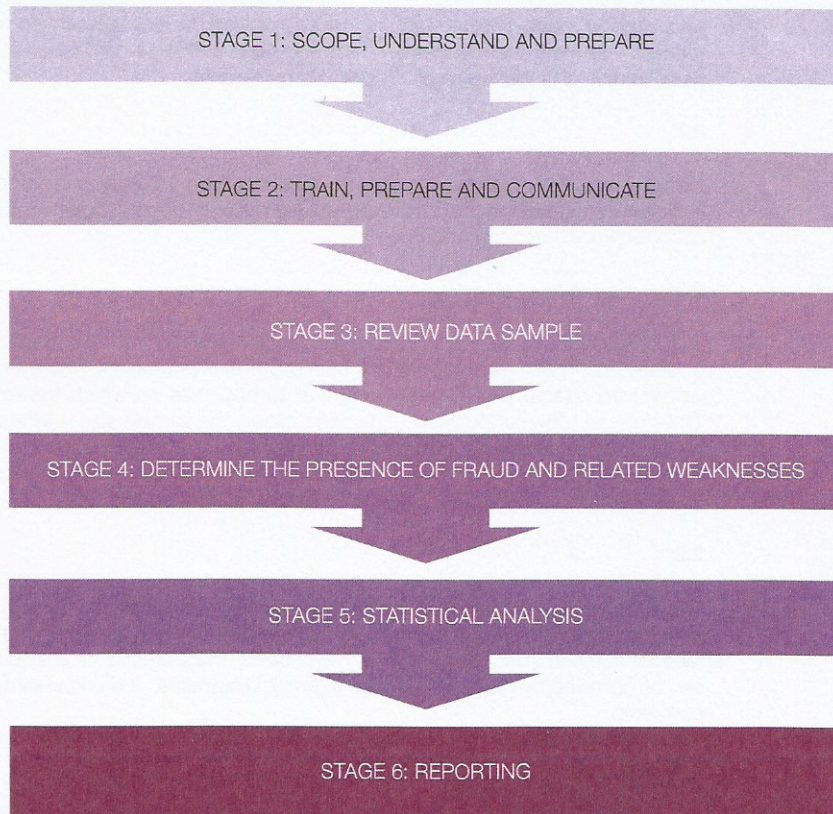 STAGE 1: SCOPE, UNDERSTAND AND PREPARE
STAGE 2: TRAIN, PREPARE AND COMMUNICATE
STAGE 3: REVIEW DATA SAMPLE
STAGE 4: DETERMINE THE PRESENCE OF FRAUD AND RELATED WEAKNESSES
STAGE 5: STATISTICAL ANALYSIS
STAGE 6: REPORTING